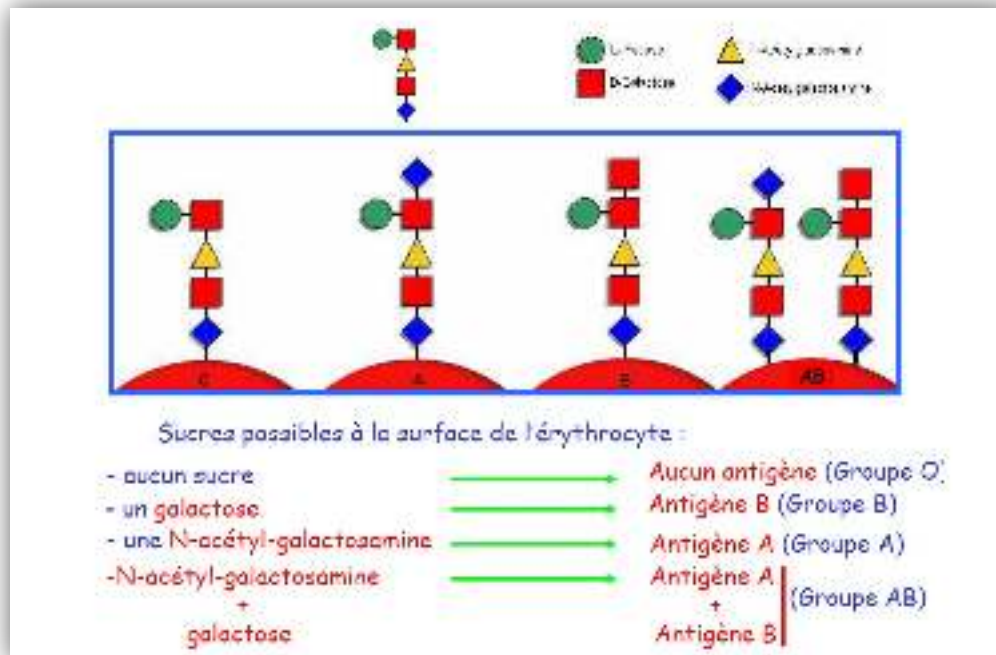 D-Galactose
O
A
B
AB
Sucres possibles à la surface de l'érythrocyte :
- aucun sucre Aucun antigène (Groupe O)
- un galactose Antigène B (Groupe B)
- une N-acétyl-galactosamine Antigène A (Groupe A)
-N-acétyl-galactosamine Antigène A
+ + (Groupe AB)
galactose Antigène B